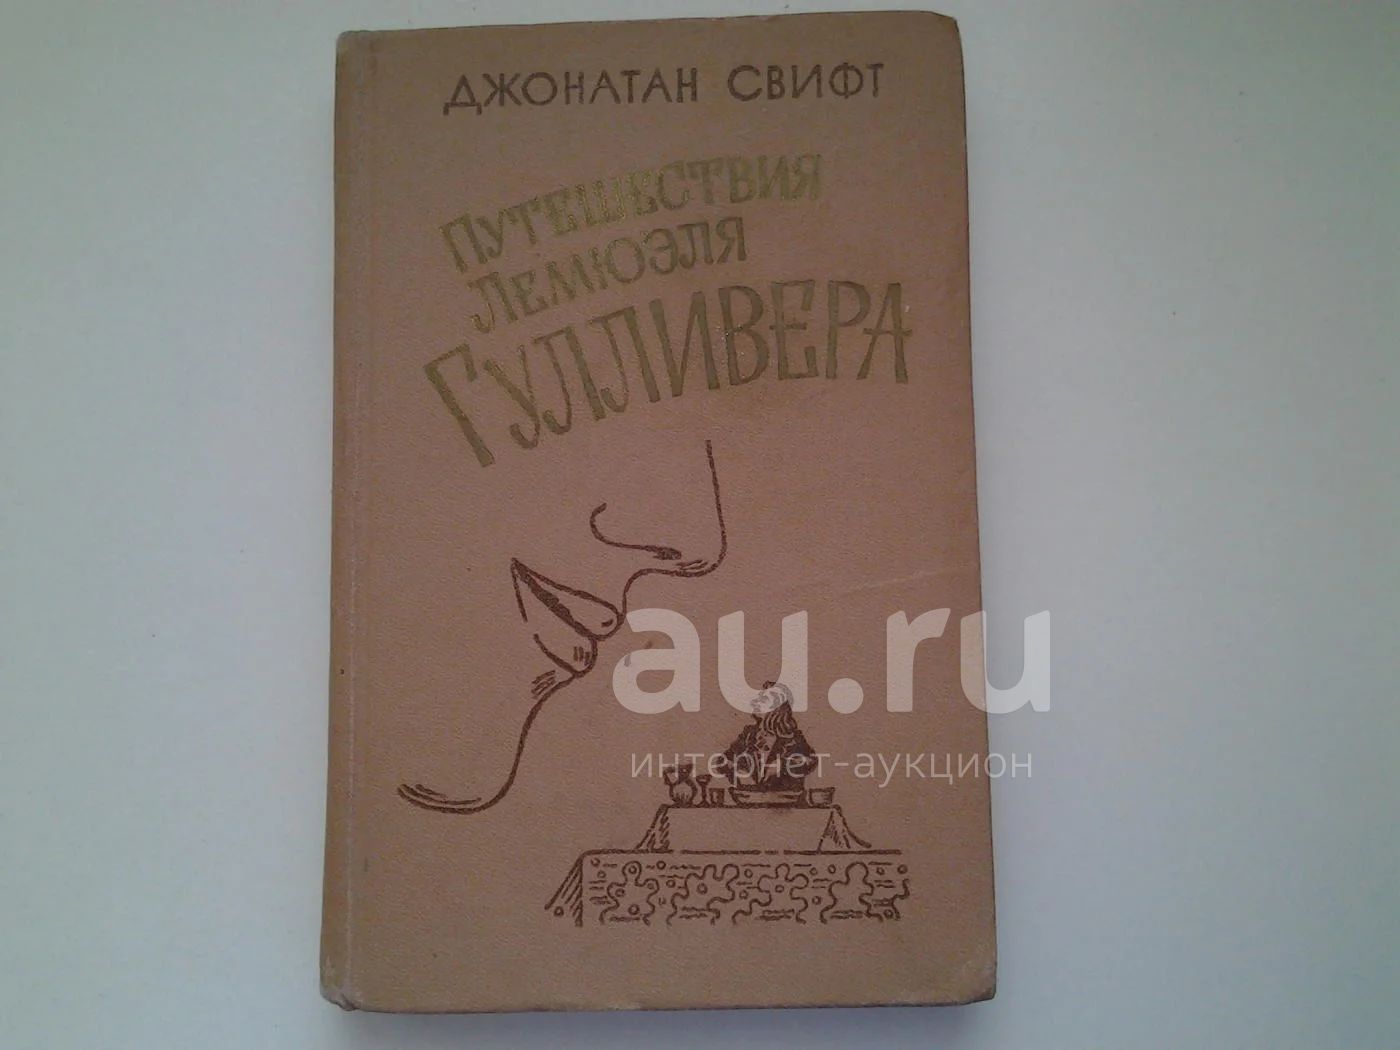 ДЖОНАТАН СВИФТ
ПУТЕШЕСТВИЯ
ЛЕМЮЭЛЯ
ГУЛЛИВЕРА
au.ru
интернет-аукцион